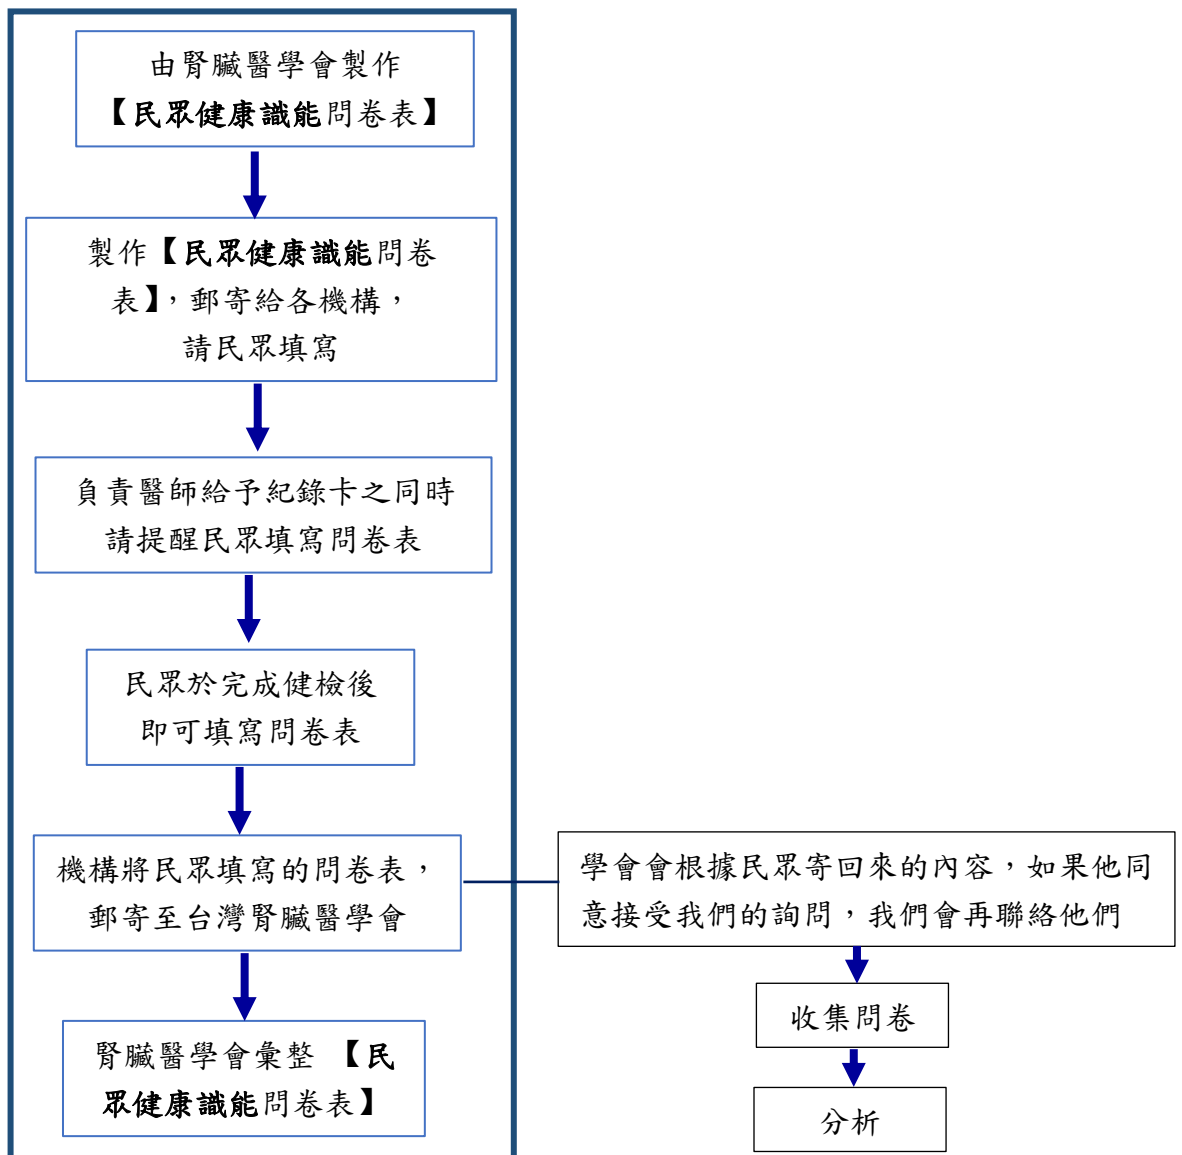 由腎臟醫學會製作
【民眾健康識能問卷表】
製作【民眾健康識能問卷
表】，郵寄給各機構，
請民眾填寫
負責醫師給予紀錄卡之同時
請提醒民眾填寫問卷表
民眾於完成健檢後
即可填寫問卷表
機構將民眾填寫的問卷表，
郵寄至台灣腎臟醫學會
腎臟醫學會彙整 【民
眾健康識能問卷表】
學會會根據民眾寄回來的內容，如果他同
意接受我們的詢問，我們會再聯絡他們
收集問卷
分析